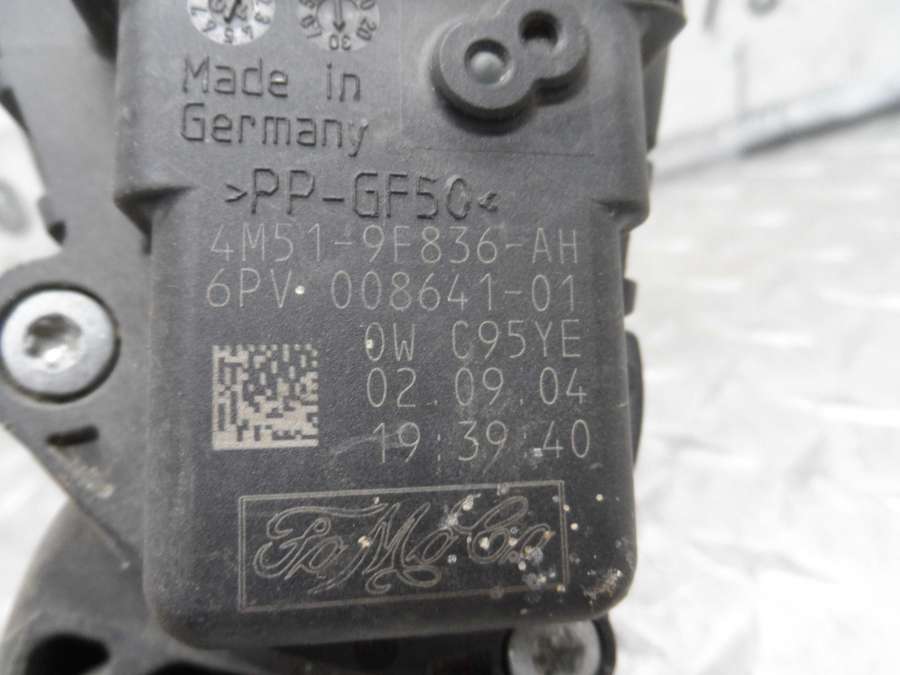 Made in
Germany
>PP-GF50<
4M51-9F836-AH
6PV 008641-01
0W C95YE
02.09.04
19:39:40
FoMoCo